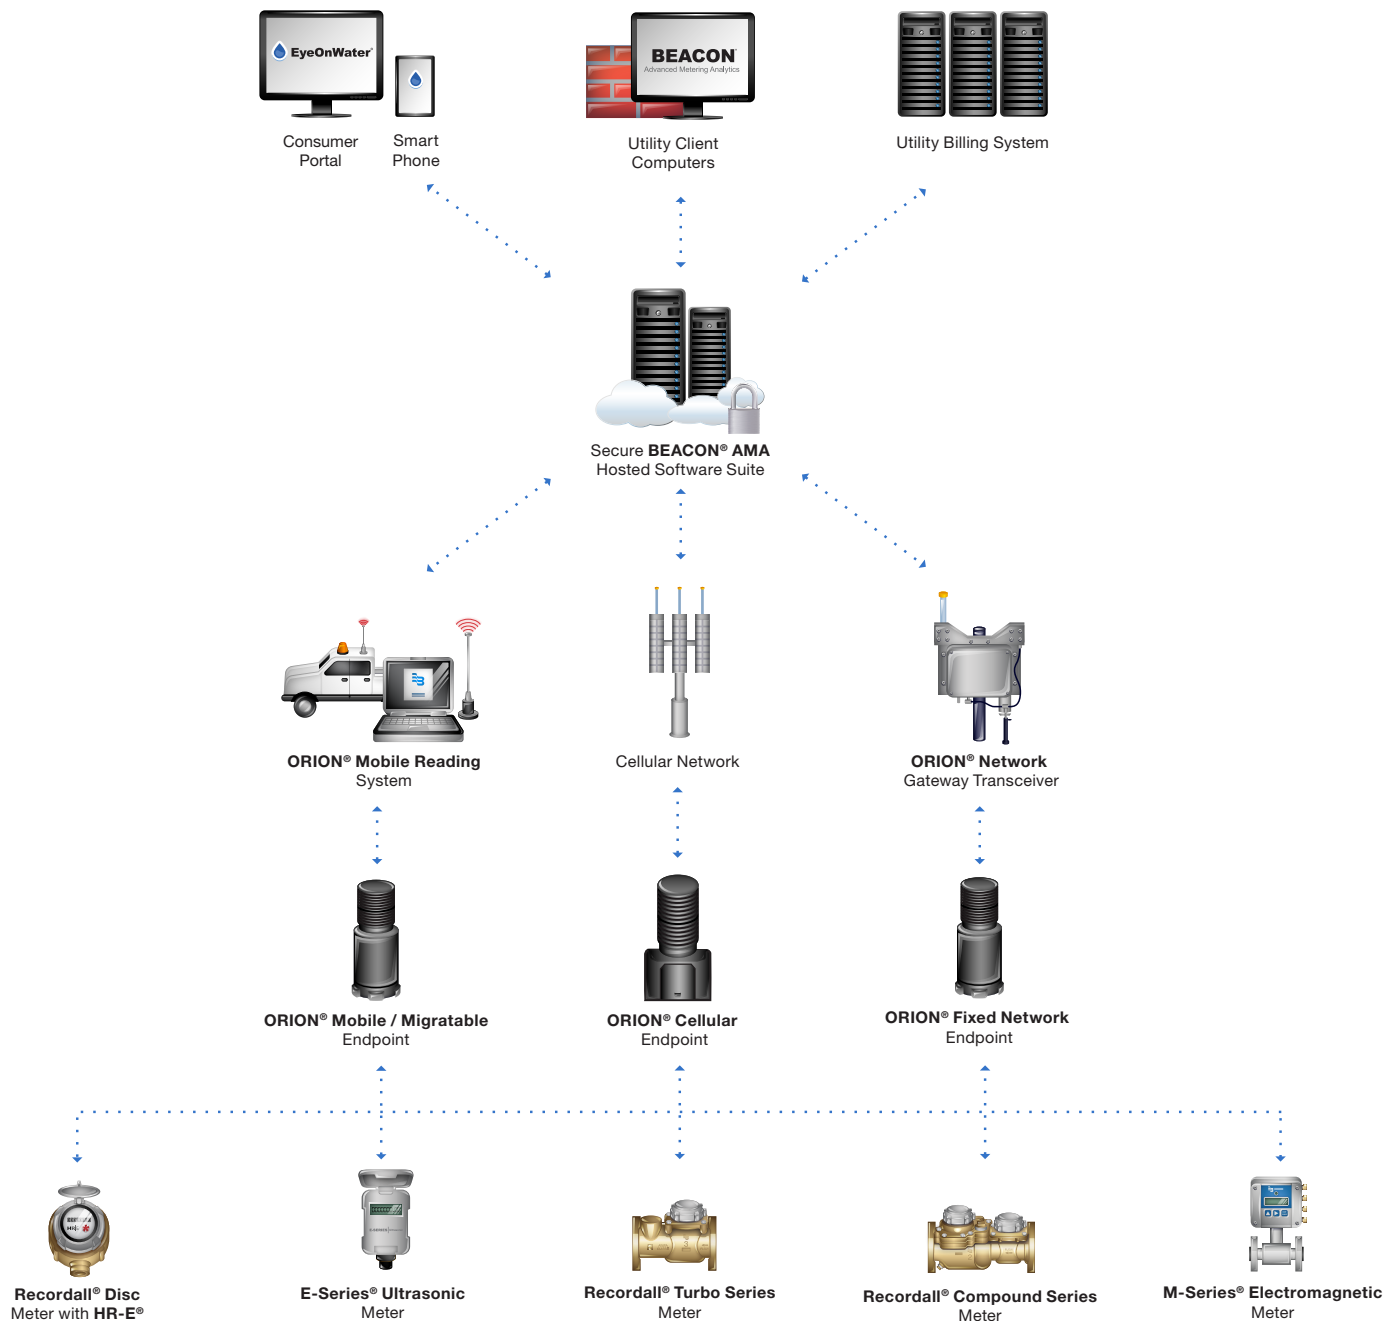 EyeOnWater®
BEACON®
Advanced Metering Analytics
Consumer
Portal
Smart
Phone
Utility Client
Computers
Utility Billing System
Secure BEACON® AMA
Hosted Software Suite
ORION® Mobile Reading
System
Cellular Network
ORION® Network
Gateway Transceiver
ORION® Mobile / Migratable
Endpoint
ORION® Cellular
Endpoint
ORION® Fixed Network
Endpoint
Recordall® Disc
Meter with HR-E®
E-Series® Ultrasonic
Meter
Recordall® Turbo Series
Meter
Recordall® Compound Series
Meter
M-Series® Electromagnetic
Meter